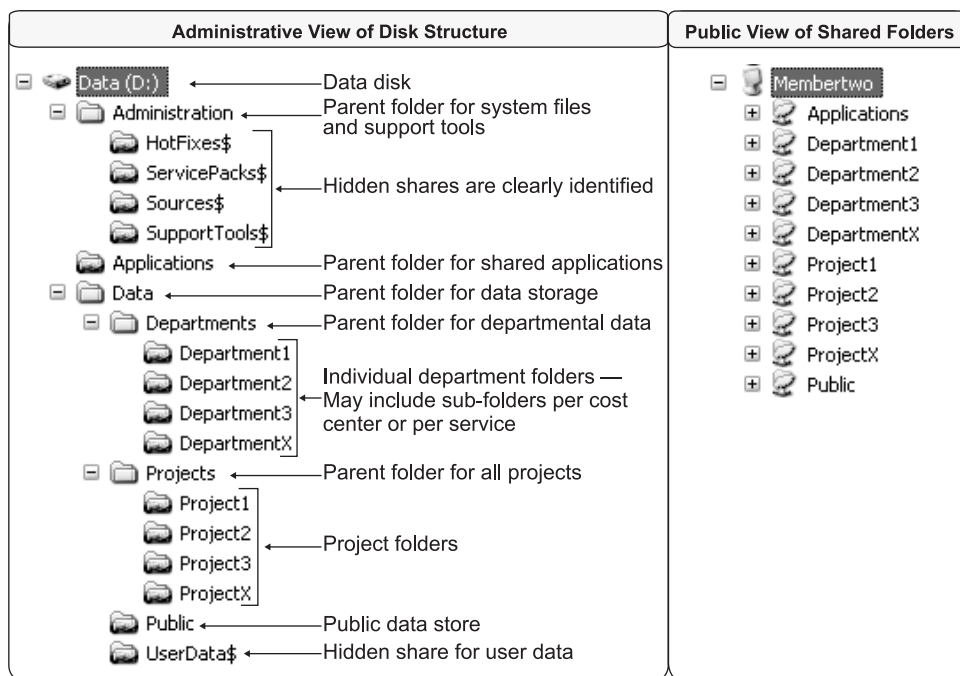 Administrative View of Disk Structure
Data (D:)
Data disk
Administration
Parent folder for system files
and support tools
HotFixes$
ServicePacks$
Sources$
SupportTools$
Hidden shares are clearly identified
Applications
Parent folder for shared applications
Data
Parent folder for data storage
Departments
Parent folder for departmental data
Department1
Department2
Department3
DepartmentX
Individual department folders —
May include sub-folders per cost
center or per service
Projects
Parent folder for all projects
Project1
Project2
Project3
ProjectX
Project folders
Public
Public data store
UserData$
Hidden share for user data
Public View of Shared Folders
Membertwo
Applications
Department1
Department2
Department3
DepartmentX
Project1
Project2
Project3
ProjectX
Public